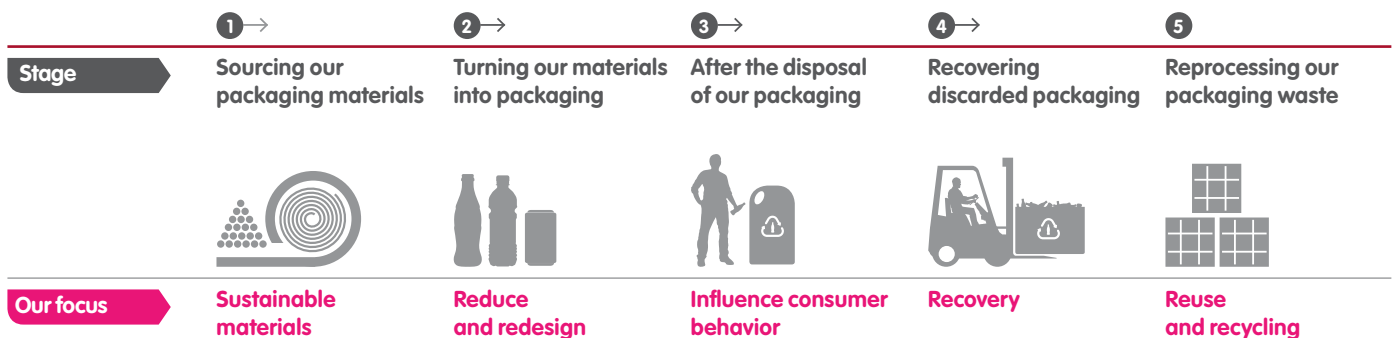 1 → 2 → 3 → 4 → 5
Stage
Sourcing our
packaging materials
Turning our materials
into packaging
After the disposal
of our packaging
Recovering
discarded packaging
Reprocessing our
packaging waste
Our focus
Sustainable
materials
Reduce
and redesign
Influence consumer
behavior
Recovery
Reuse
and recycling